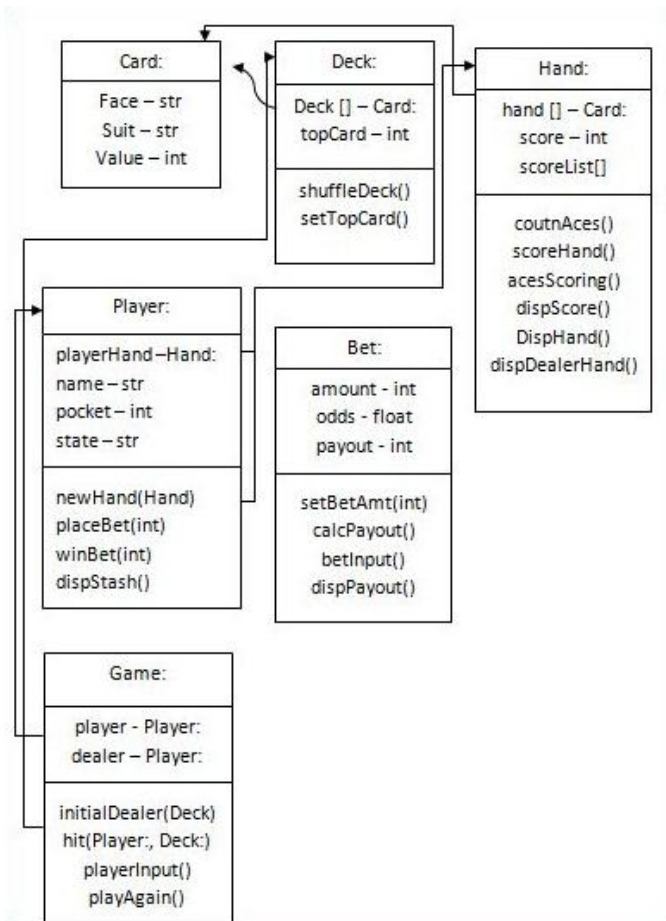 Card:
Face – str
Suit – str
Value – int
Deck:
Deck [] – Card:
topCard – int
shuffleDeck()
setTopCard()
Hand:
hand [] – Card:
score – int
scoreList[]
coutnAces()
scoreHand()
acesScoring()
dispScore()
DispHand()
dispDealerHand()
Player:
playerHand –Hand:
name – str
pocket – int
state – str
newHand(Hand)
placeBet(int)
winBet(int)
dispStash()
Bet:
amount - int
odds - float
payout - int
setBetAmt(int)
calcPayout()
betInput()
dispPayout()
Game:
player - Player:
dealer – Player:
initialDealer(Deck)
hit(Player:, Deck:)
playerInput()
playAgain()